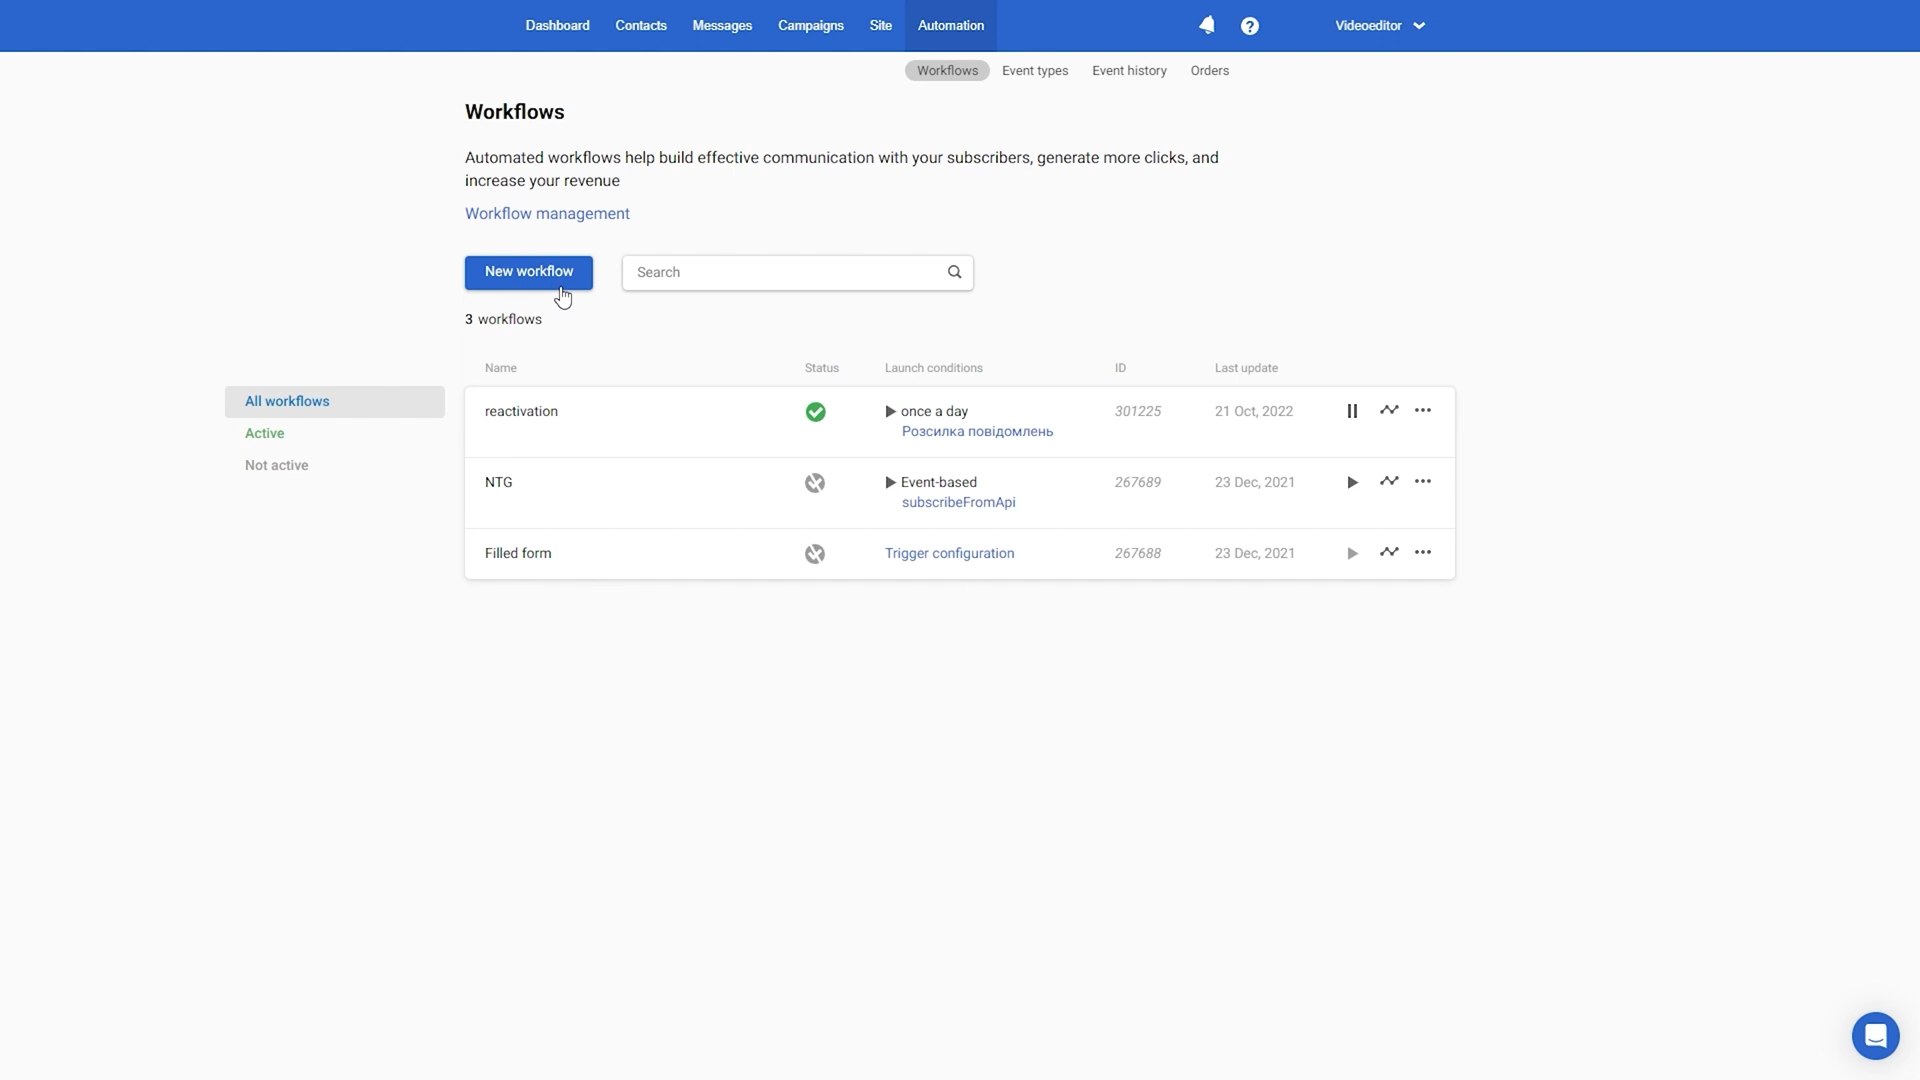 Dashboard Contacts Messages Campaigns Site Automation Videoeditor
Workflows Event types Event history Orders
Workflows
Automated workflows help build effective communication with your subscribers, generate more clicks, and
increase your revenue
Workflow management
New workflow Search
3 workflows
Name Status Launch conditions ID Last update
All workflows
Active
Not active
reactivation once a day 301225 21 Oct, 2022
Розсилка повідомлень
NTG Event-based 267689 23 Dec, 2021
subscribeFromApi
Filled form Trigger configuration 267688 23 Dec, 2021